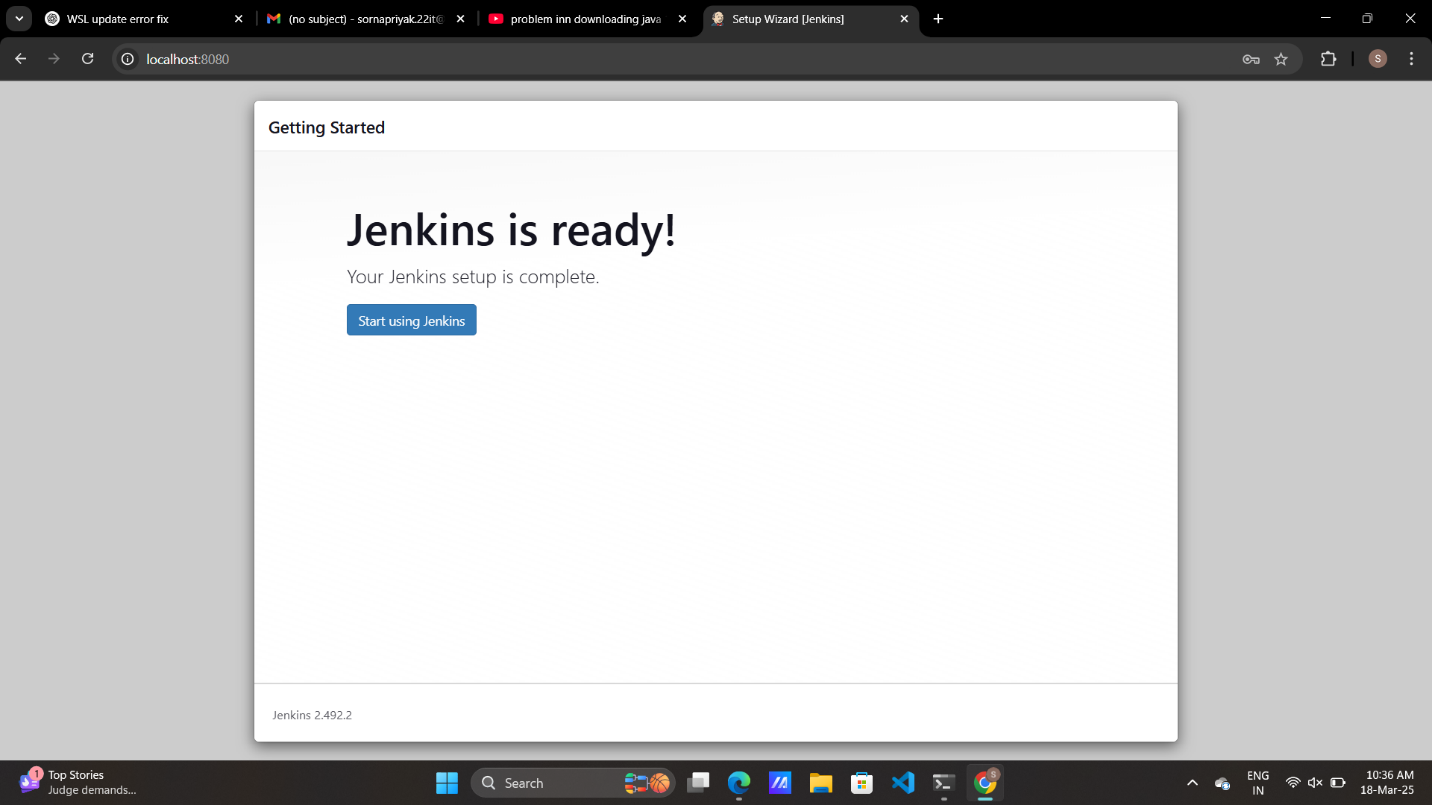 WSL update error fix
(no subject) - sornapriyak.22it@
problem inn downloading java
Setup Wizard [Jenkins]
localhost:8080
S
Getting Started
Jenkins is ready!
Your Jenkins setup is complete.
Start using Jenkins
Jenkins 2.492.2
1
Top Stories
Judge demands...
Search
S
ENG
IN
10:36 AM
18-Mar-25